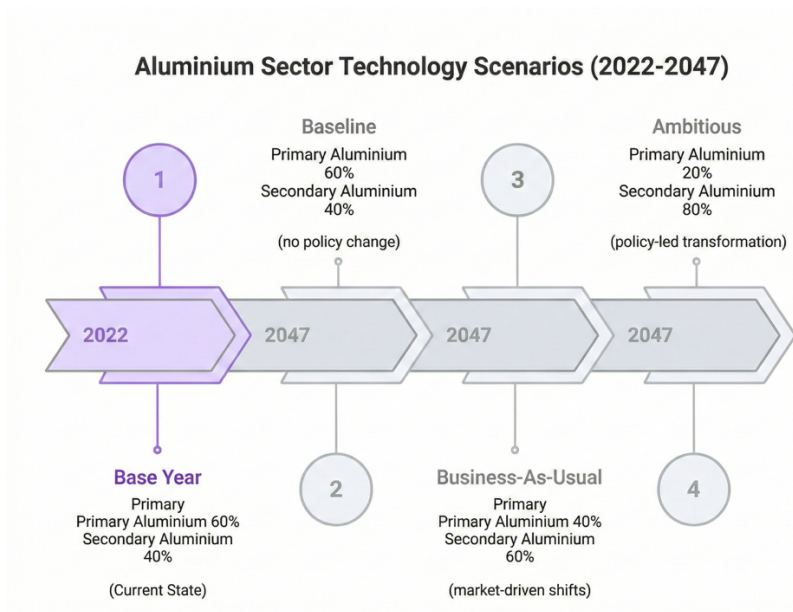 Aluminium Sector Technology Scenarios (2022-2047)
1
Baseline
Primary Aluminium
60%
Secondary Aluminium
40%
(no policy change)
3
Ambitious
Primary Aluminium
20%
Secondary Aluminium
80%
(policy-led transformation)
2022
2047
2047
2047
Base Year
Primary
Primary Aluminium 60%
Secondary Aluminium
40%
(Current State)
2
Business-As-Usual
Primary
Primary Aluminium 40%
Secondary Aluminium
60%
(market-driven shifts)
4